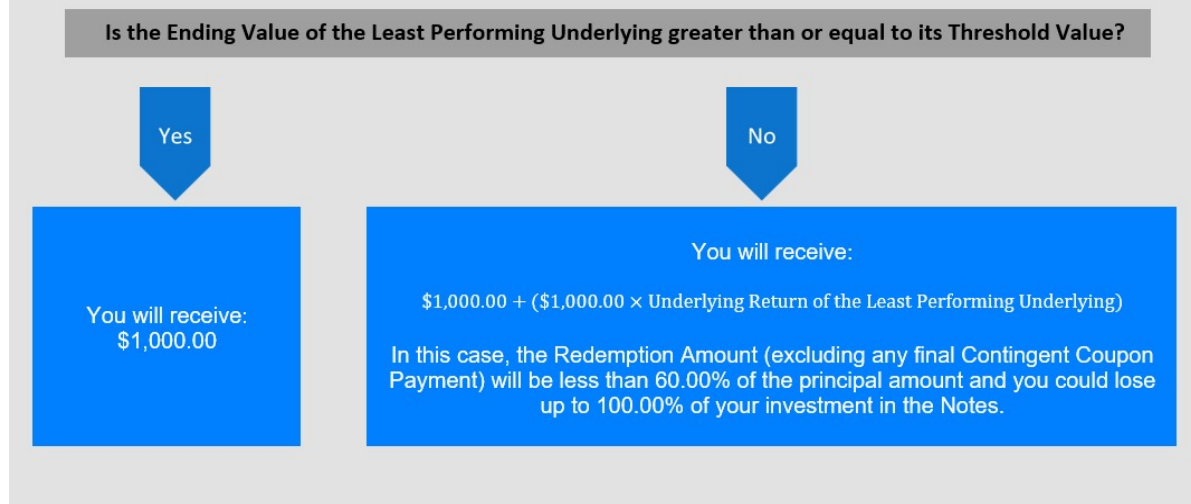 Is the Ending Value of the Least Performing Underlying greater than or equal to its Threshold Value?
Yes
No
You will receive:
$1,000.00
You will receive:
$1,000.00 + ($1,000.00 × Underlying Return of the Least Performing Underlying)
In this case, the Redemption Amount (excluding any final Contingent Coupon
Payment) will be less than 60.00% of the principal amount and you could lose
up to 100.00% of your investment in the Notes.